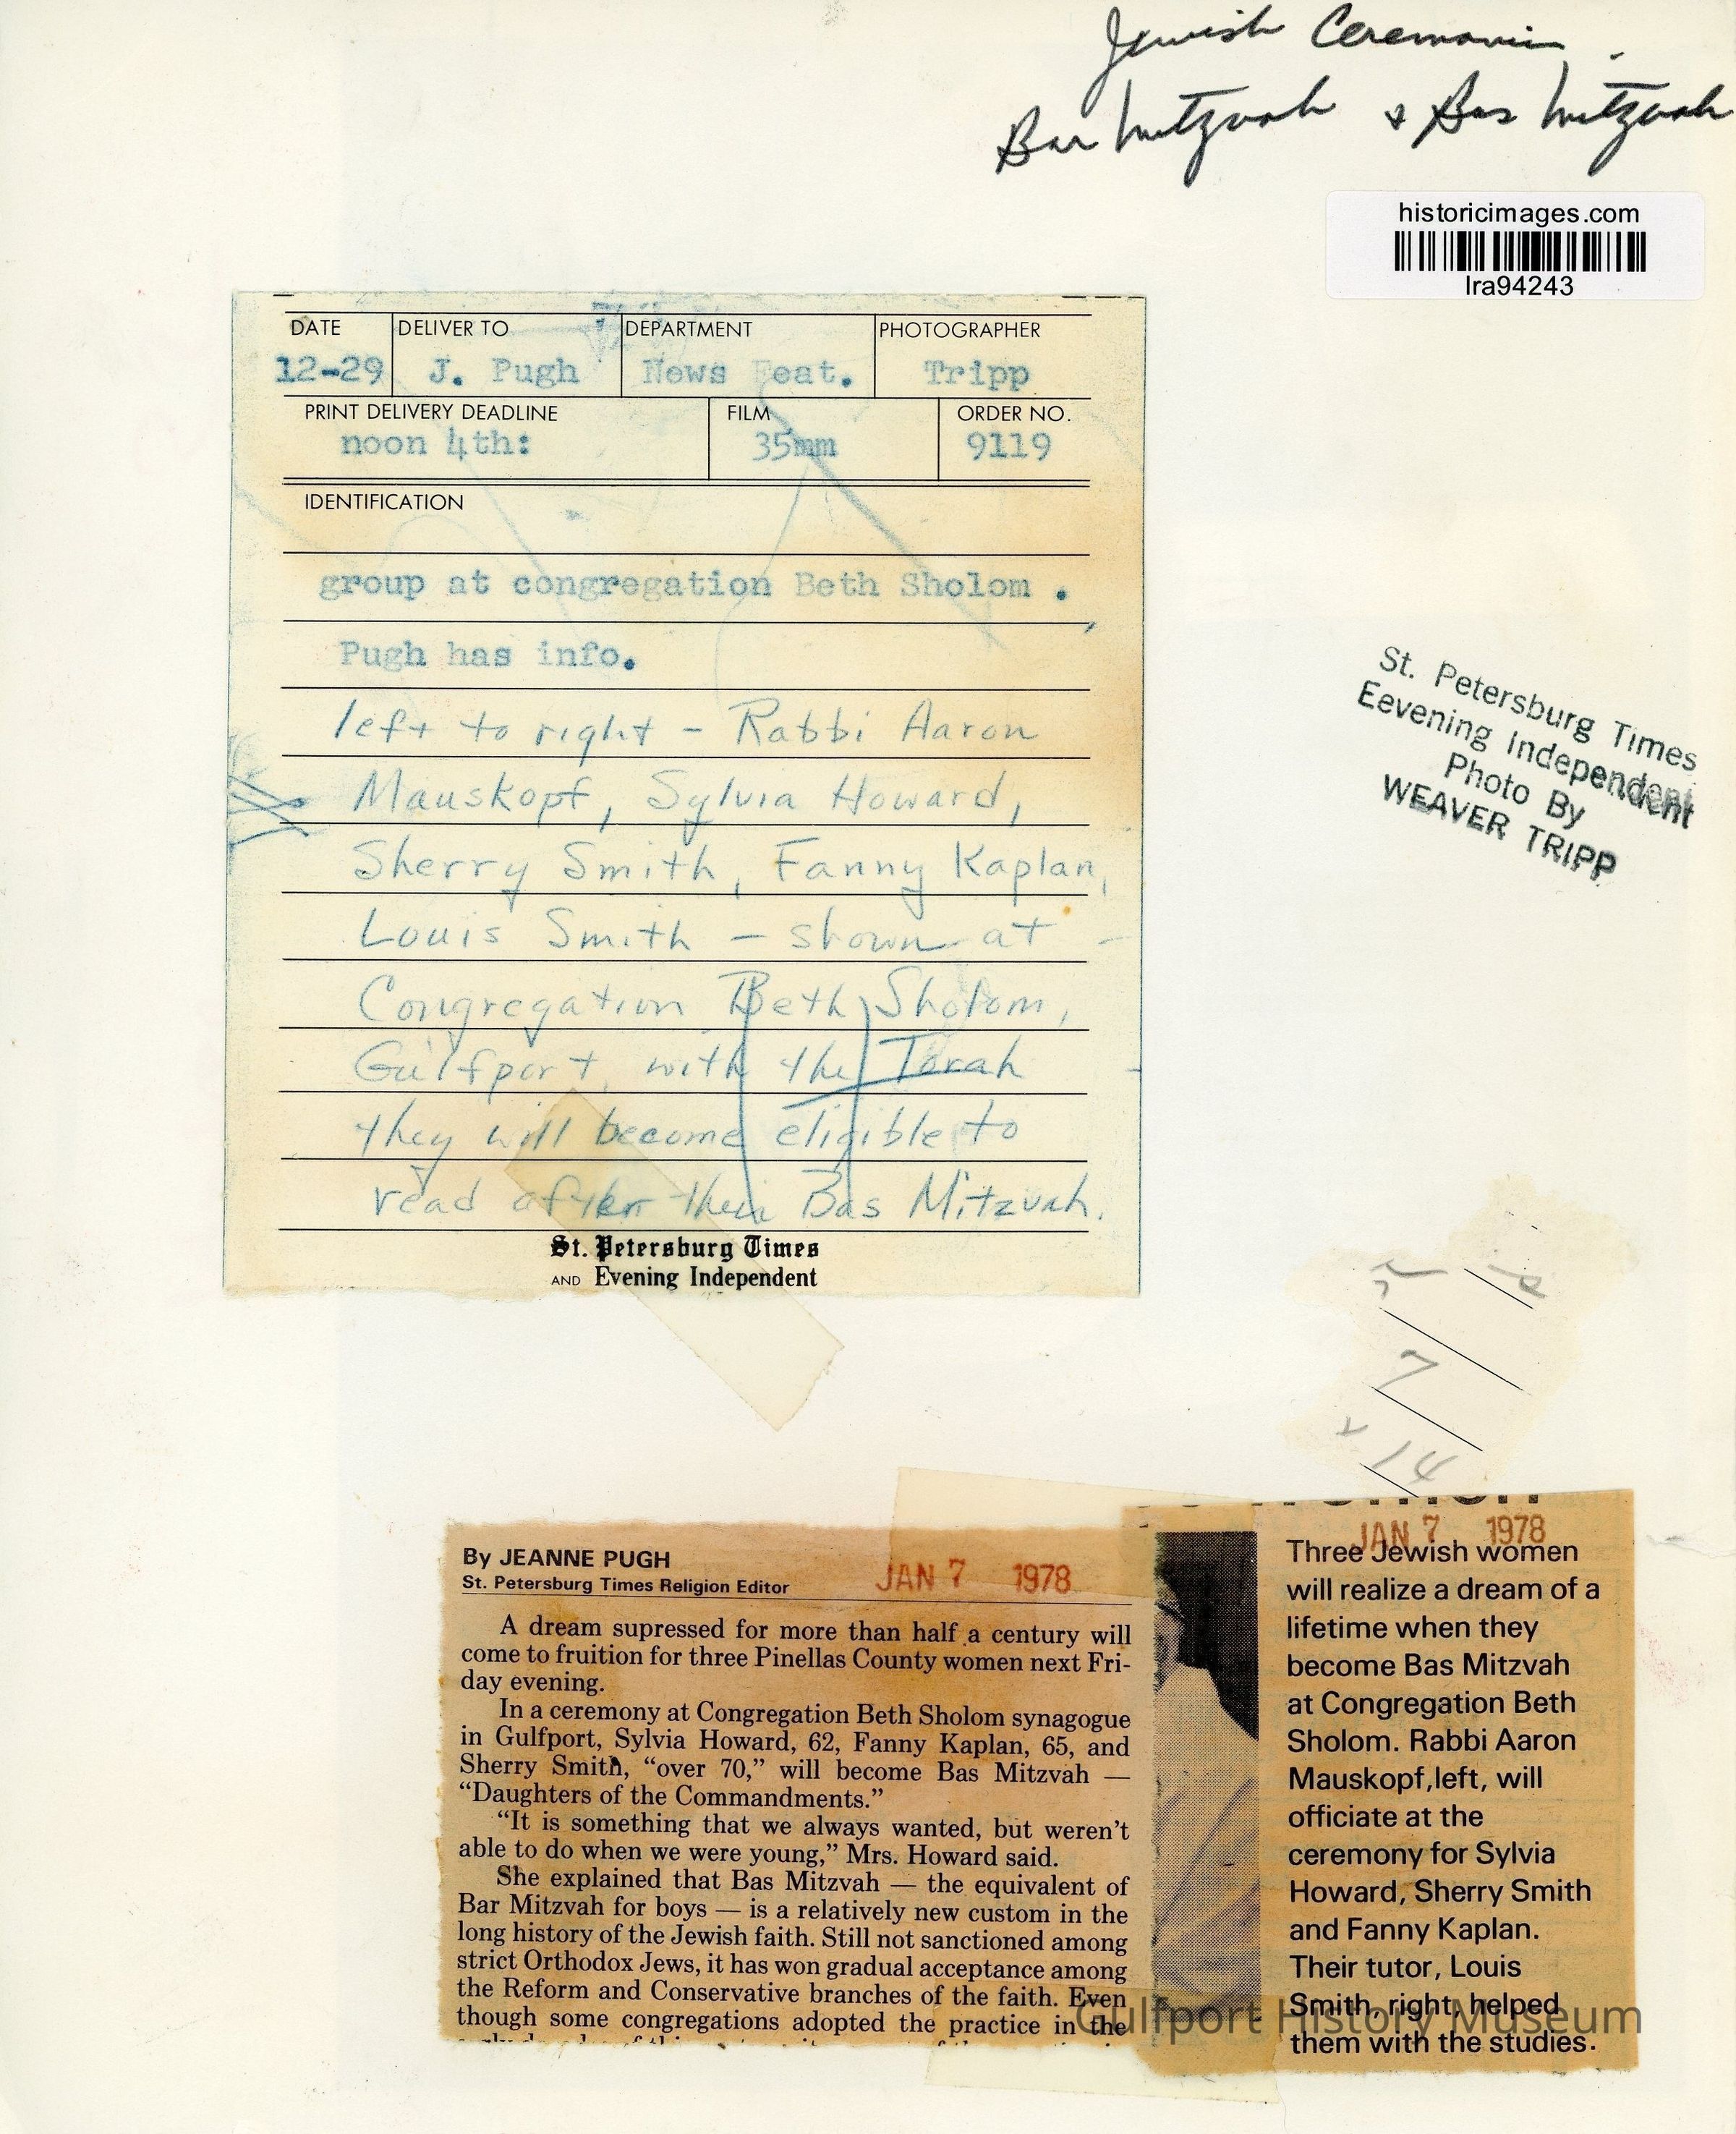 Jewish Ceremonies
Bar Mitzvah & Bas Mitzvah
historicimages.com
lra94243
DATE DELIVER TO DEPARTMENT PHOTOGRAPHER
12-29 J. Pugh News Feat. Tripp
PRINT DELIVERY DEADLINE FILM ORDER NO.
noon 4th: 35mm 9119
IDENTIFICATION
group at congregation Beth Sholom .
Pugh has info.
left to right - Rabbi Aaron
Mauskopf, Sylvia Howard,
Sherry Smith, Fanny Kaplan,
Louis Smith - shown at
Congregation Beth Sholom,
Gulfport, with the Torah
they will become eligible to
read after their Bas Mitzvah.
St. Petersburg Times
AND Evening Independent
St. Petersburg Times
Eevening Independent
Photo By
WEAVER TRIPP
7
14
By JEANNE PUGH
St. Petersburg Times Religion Editor
JAN 7 1978
A dream supressed for more than half a century will
come to fruition for three Pinellas County women next Fri-
day evening.
In a ceremony at Congregation Beth Sholom synagogue
in Gulfport, Sylvia Howard, 62, Fanny Kaplan, 65, and
Sherry Smith, “over 70,” will become Bas Mitzvah —
“Daughters of the Commandments.”
“It is something that we always wanted, but weren’t
able to do when we were young,” Mrs. Howard said.
She explained that Bas Mitzvah — the equivalent of
Bar Mitzvah for boys — is a relatively new custom in the
long history of the Jewish faith. Still not sanctioned among
strict Orthodox Jews, it has won gradual acceptance among
the Reform and Conservative branches of the faith. Even
though some congregations adopted the practice in the
JAN 7 1978
Three Jewish women
will realize a dream of a
lifetime when they
become Bas Mitzvah
at Congregation Beth
Sholom. Rabbi Aaron
Mauskopf,left, will
officiate at the
ceremony for Sylvia
Howard, Sherry Smith
and Fanny Kaplan.
Their tutor, Louis
Smith, right, helped
them with the studies.
Gulfport History Museum